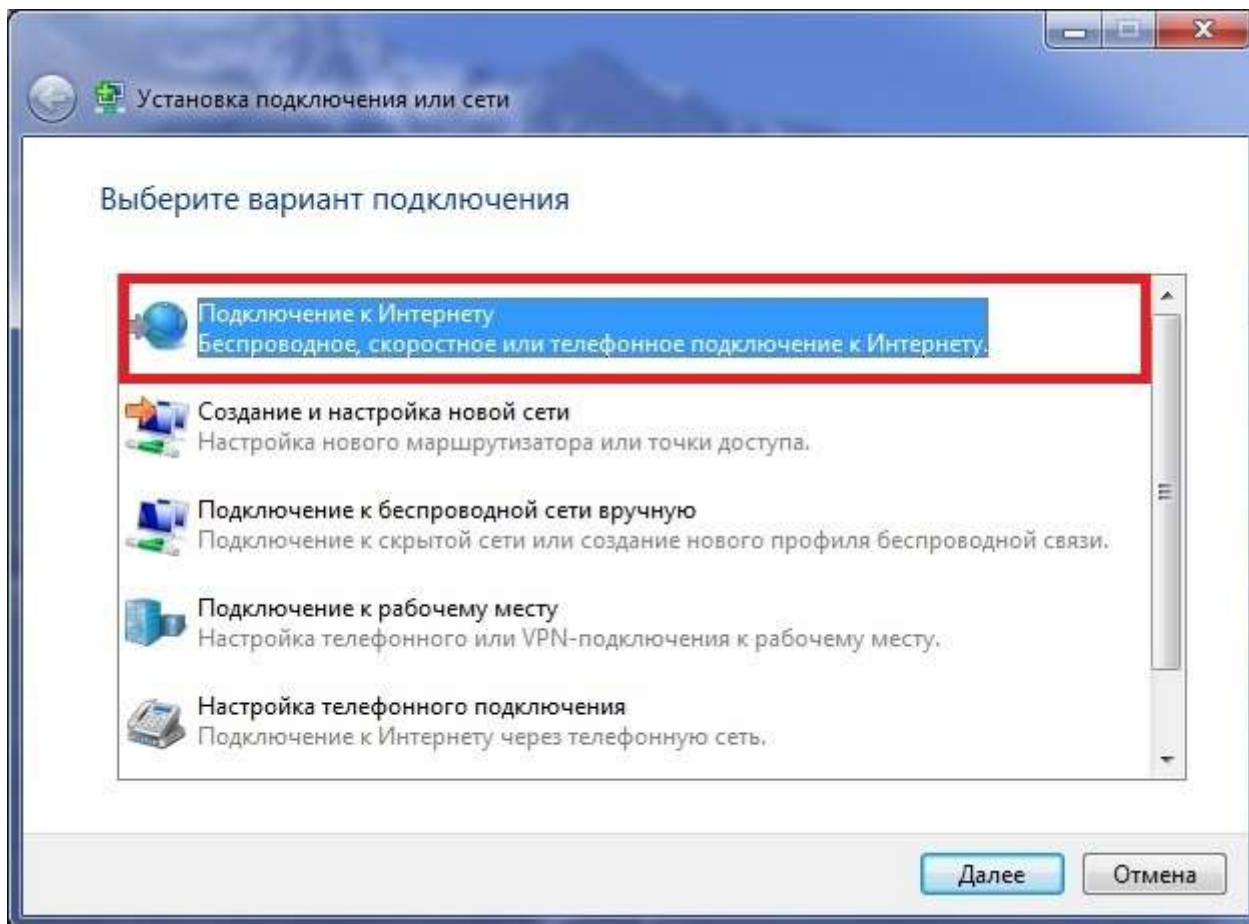 Установка подключения или сети
Выберите вариант подключения
Подключение к Интернету
Беспроводное, скоростное или телефонное подключение к Интернету.
Создание и настройка новой сети
Настройка нового маршрутизатора или точки доступа.
Подключение к беспроводной сети вручную
Подключение к скрытой сети или создание нового профиля беспроводной связи.
Подключение к рабочему месту
Настройка телефонного или VPN-подключения к рабочему месту.
Настройка телефонного подключения
Подключение к Интернету через телефонную сеть.
Далее
Отмена